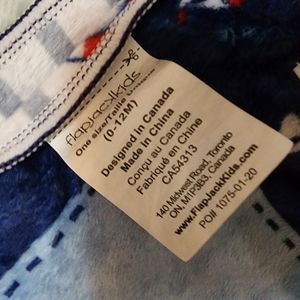 flapjackkids
One size/Taille unique
(0-12M)
Designed in Canada
Made in China
Conçu au Canada
Fabriqué en Chine
CA54313
140 Midwest Road, Toronto
ON, M1P3B3, Canada
www.FlapJackKids.com
PO# 1075-01-20